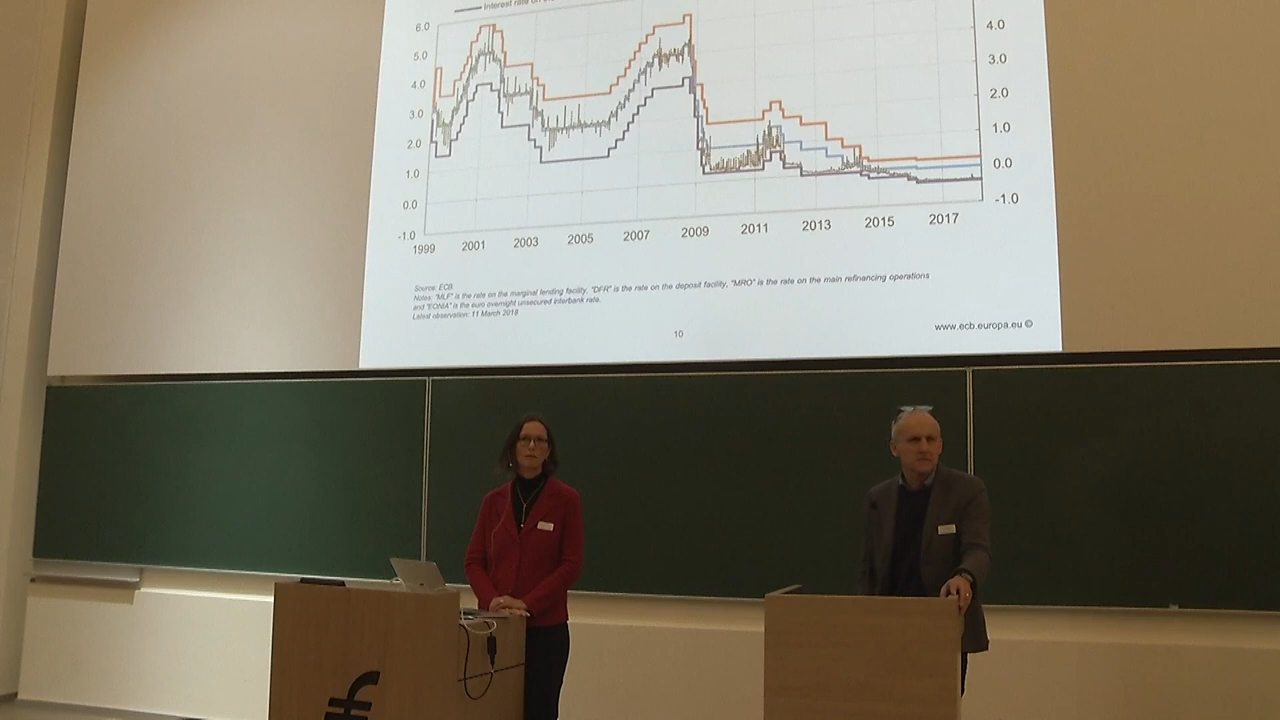 Interest rate on the
6.0
5.0
4.0
3.0
2.0
1.0
0.0
-1.0
4.0
3.0
2.0
1.0
0.0
-1.0
1999 2001 2003 2005 2007 2009 2011 2013 2015 2017
Source: ECB.
Notes: "MLF" is the rate on the marginal lending facility, "DFR" is the rate on the deposit facility, "MRO" is the rate on the main refinancing operations
and "EONIA" is the euro overnight unsecured interbank rate.
Latest observation: 11 March 2018
10
www.ecb.europa.eu ©